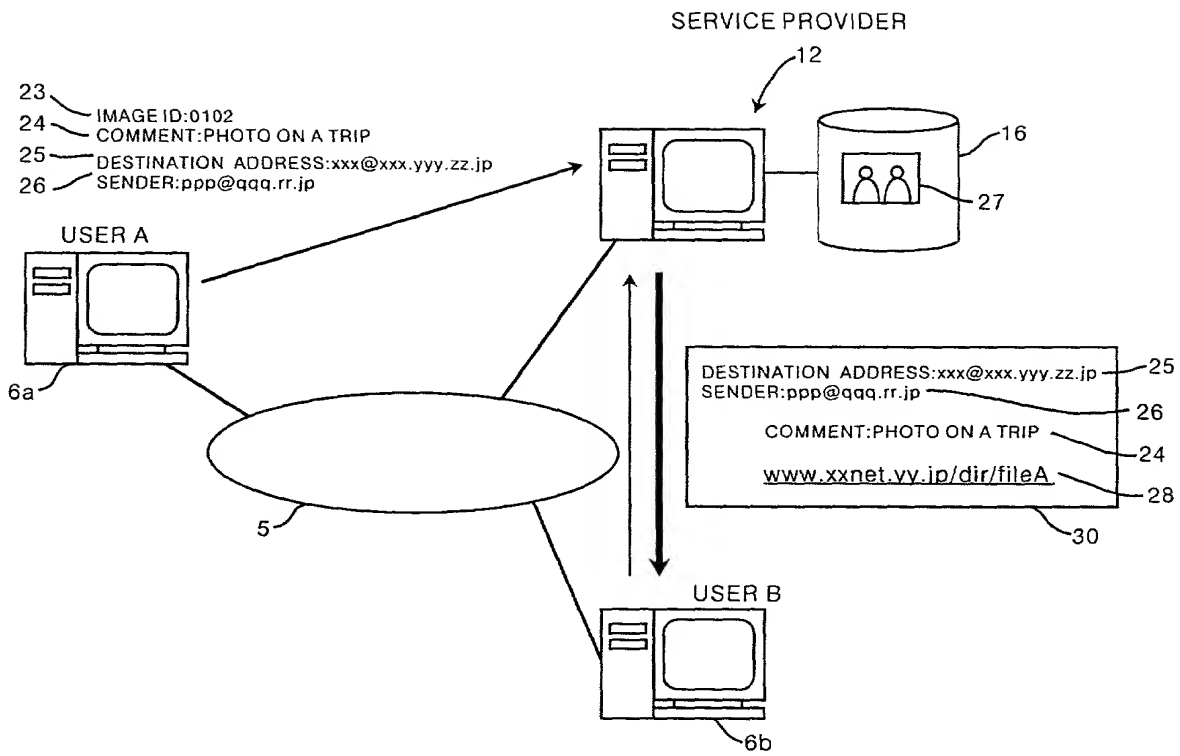 SERVICE PROVIDER
12
23
IMAGE ID:0102
24
COMMENT:PHOTO ON A TRIP
25
DESTINATION ADDRESS:xxx@xxx.yyy.zz.jp
26
SENDER:ppp@qqq.rr.jp
16
27
USER A
6a
DESTINATION ADDRESS:xxx@xxx.yyy.zz.jp
25
SENDER:ppp@qqq.rr.jp
26
COMMENT:PHOTO ON A TRIP
24
www.xxnet.yy.jp/dir/fileA
28
5
30
USER B
6b